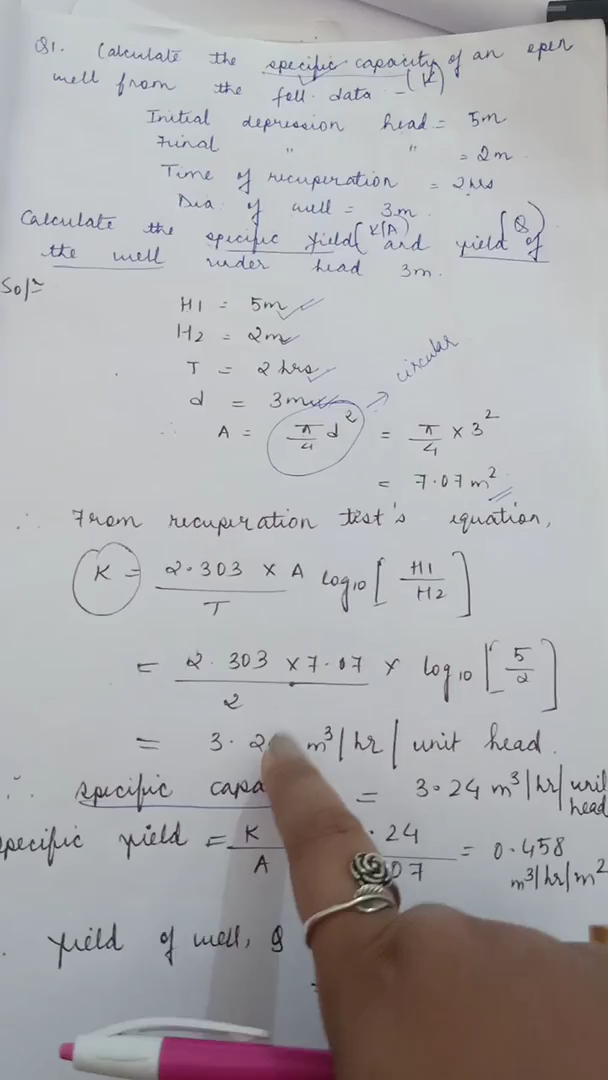 Q1. Calculate the specific capacity of an open
well from the foll. data - (K)
Initial depression head = 5m
Final " " = 2m
Time of recuperation = 2hrs
Dia. of well = 3m.
Calculate the specific yield (K/A) and yield (Q) of
the well under head 3m.
Sol:
H1 = 5m
H2 = 2m
T = 2 hrs
d = 3m
circular
∴ A = π/4 d² = π/4 × 3²
= 7.07 m²
∴ From recuperation test's equation,
K = 2.303 × A / T log10 [H1/H2]
= 2.303 × 7.07 / 2 × log10 [5/2]
= 3.2 m³/hr/unit head.
∴ specific capa = 3.24 m³/hr/unit head
specific yield = K/A .24/07 = 0.458 m³/hr/m²
yield of well, Q